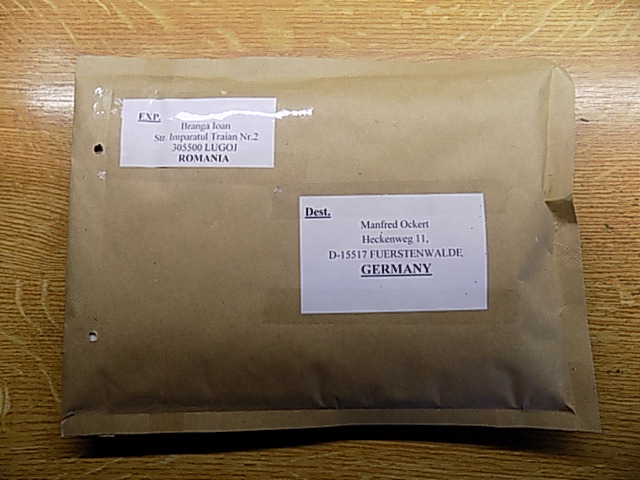 EXP.
Branga Ioan
Str. Imparatul Traian Nr.2
305500 LUGOJ
ROMANIA
Dest.
Manfred Ockert
Heckenweg 11,
D-15517 FUERSTENWALDE,
GERMANY